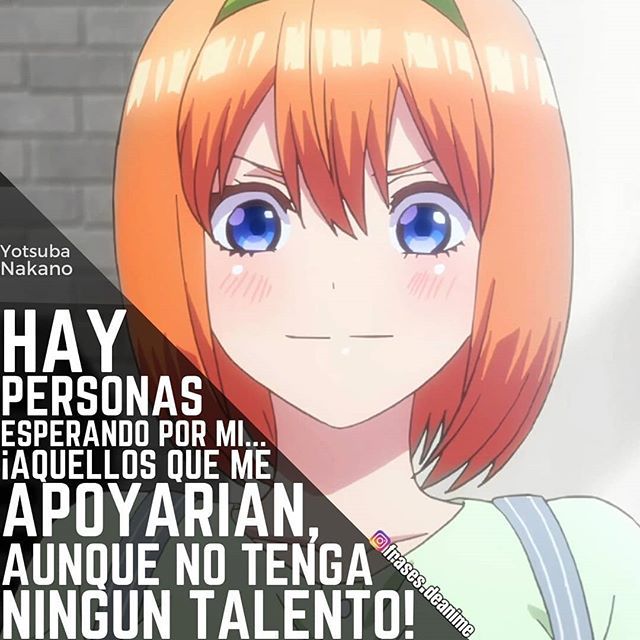 Yotsuba
Nakano
HAY
PERSONAS
ESPERANDO POR MI...
¡AQUELLOS QUE ME
APOYARIAN,
AUNQUE NO TENGA
NINGUN TALENTO!
frases.deanime